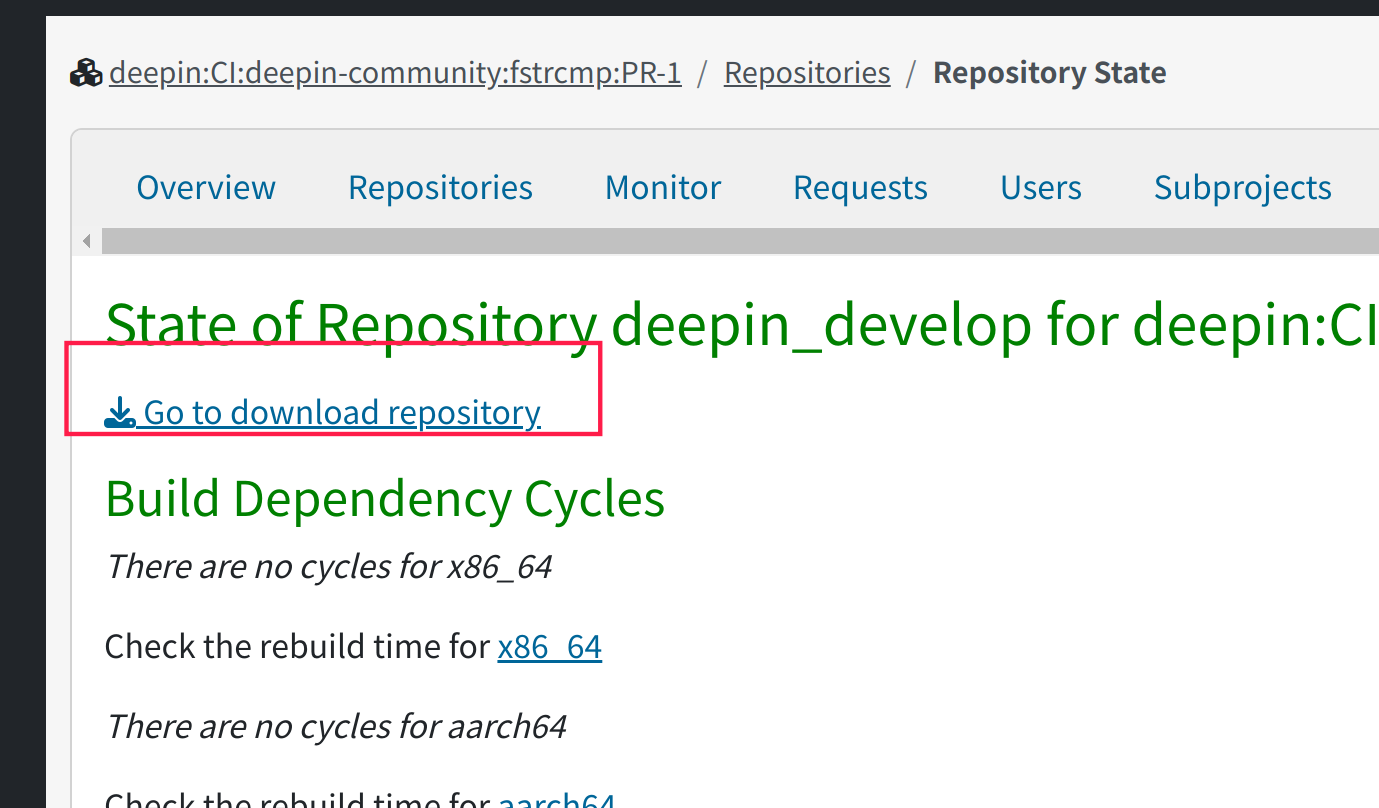 deepin:CI:deepin-community:fstrcmp:PR-1 / Repositories / Repository State
Overview Repositories Monitor Requests Users Subprojects
State of Repository deepin_develop for deepin:CI
Go to download repository
Build Dependency Cycles
There are no cycles for x86_64
Check the rebuild time for x86_64
There are no cycles for aarch64
Check the rebuild time for aarch64